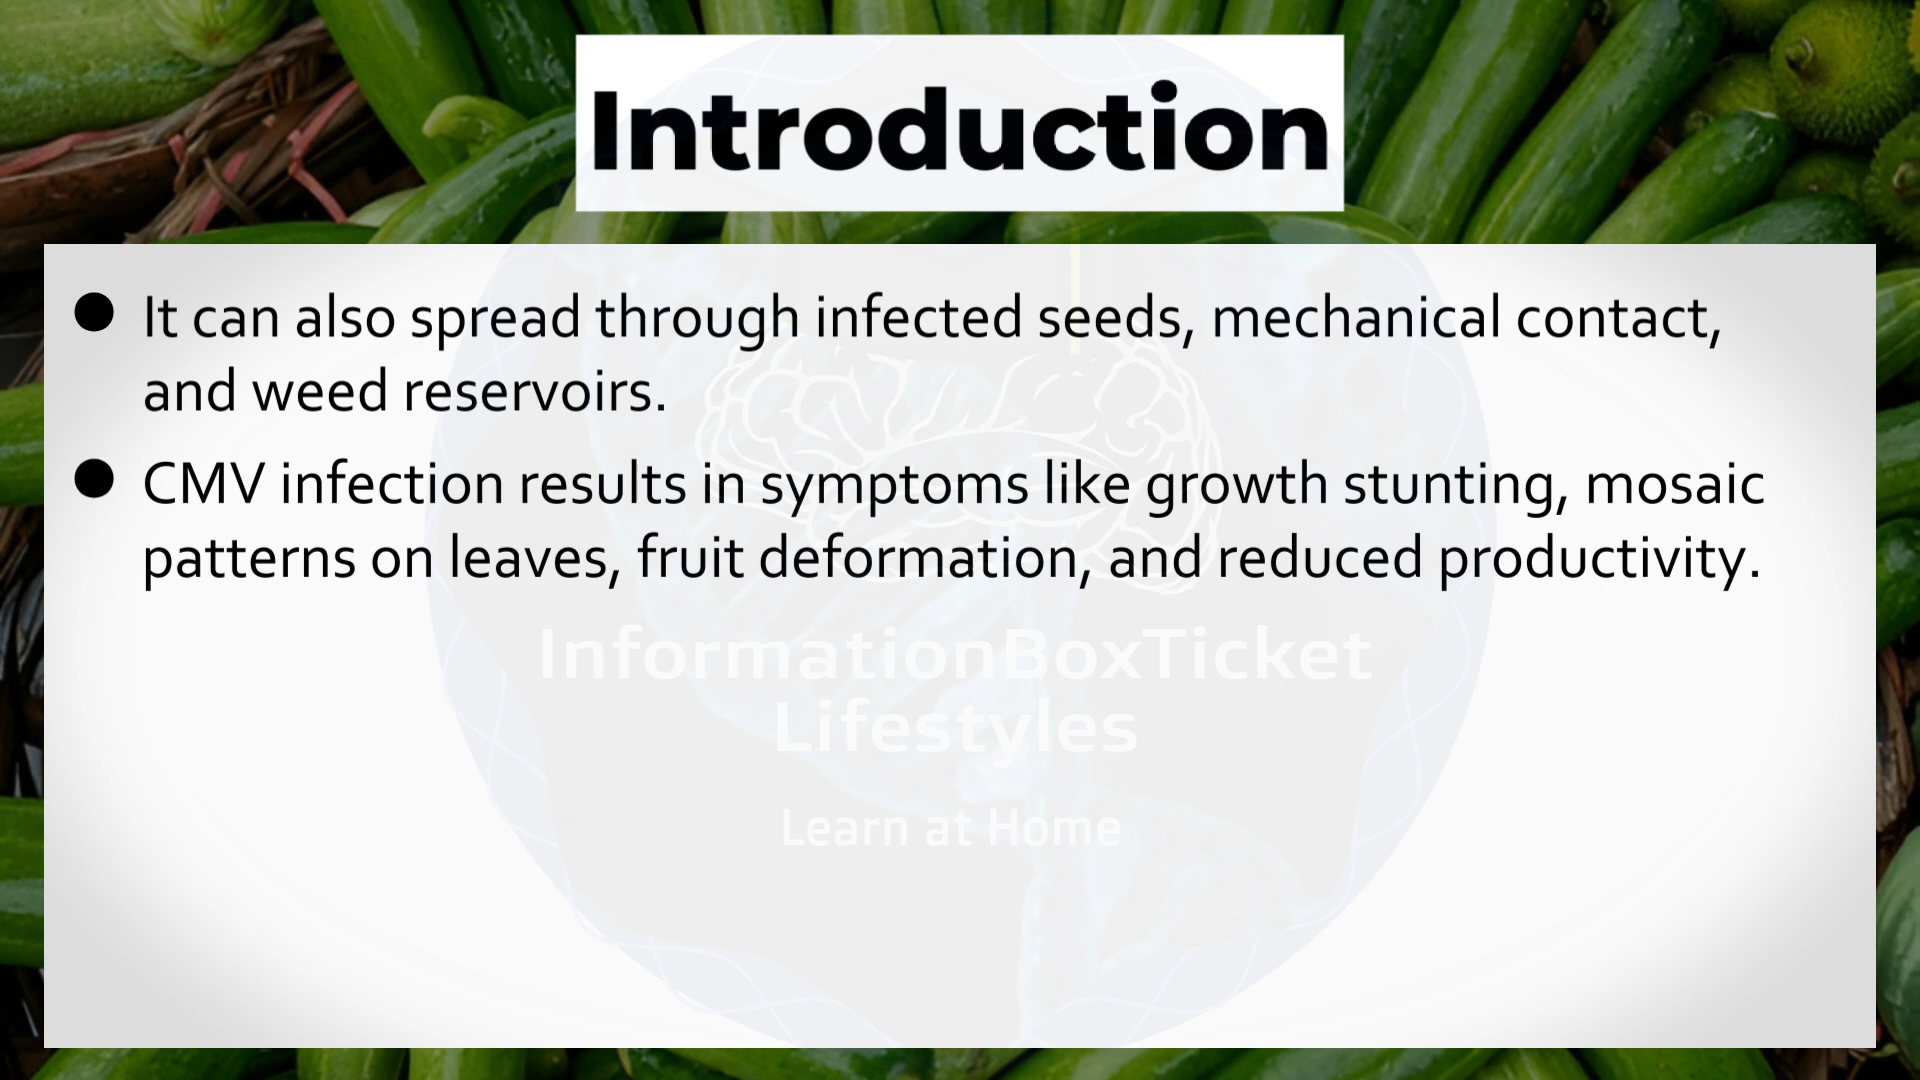 Introduction
● It can also spread through infected seeds, mechanical contact,
and weed reservoirs.
● CMV infection results in symptoms like growth stunting, mosaic
patterns on leaves, fruit deformation, and reduced productivity.
InformationBoxTicket
Lifestyles
Learn at Home